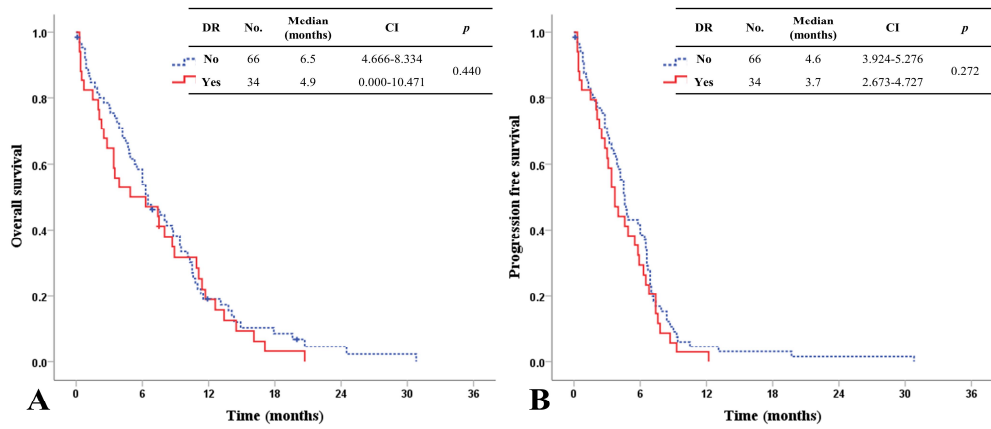 DR No. Median (months) CI p
No 66 6.5 4.666-8.334 0.440
Yes 34 4.9 0.000-10.471
1.0
0.8
0.6
0.4
0.2
0.0
Overall survival
0 6 12 18 24 30 36
Time (months)
A
DR No. Median (months) CI p
No 66 4.6 3.924-5.276 0.272
Yes 34 3.7 2.673-4.727
1.0
0.8
0.6
0.4
0.2
0.0
Progression free survival
0 6 12 18 24 30 36
Time (months)
B